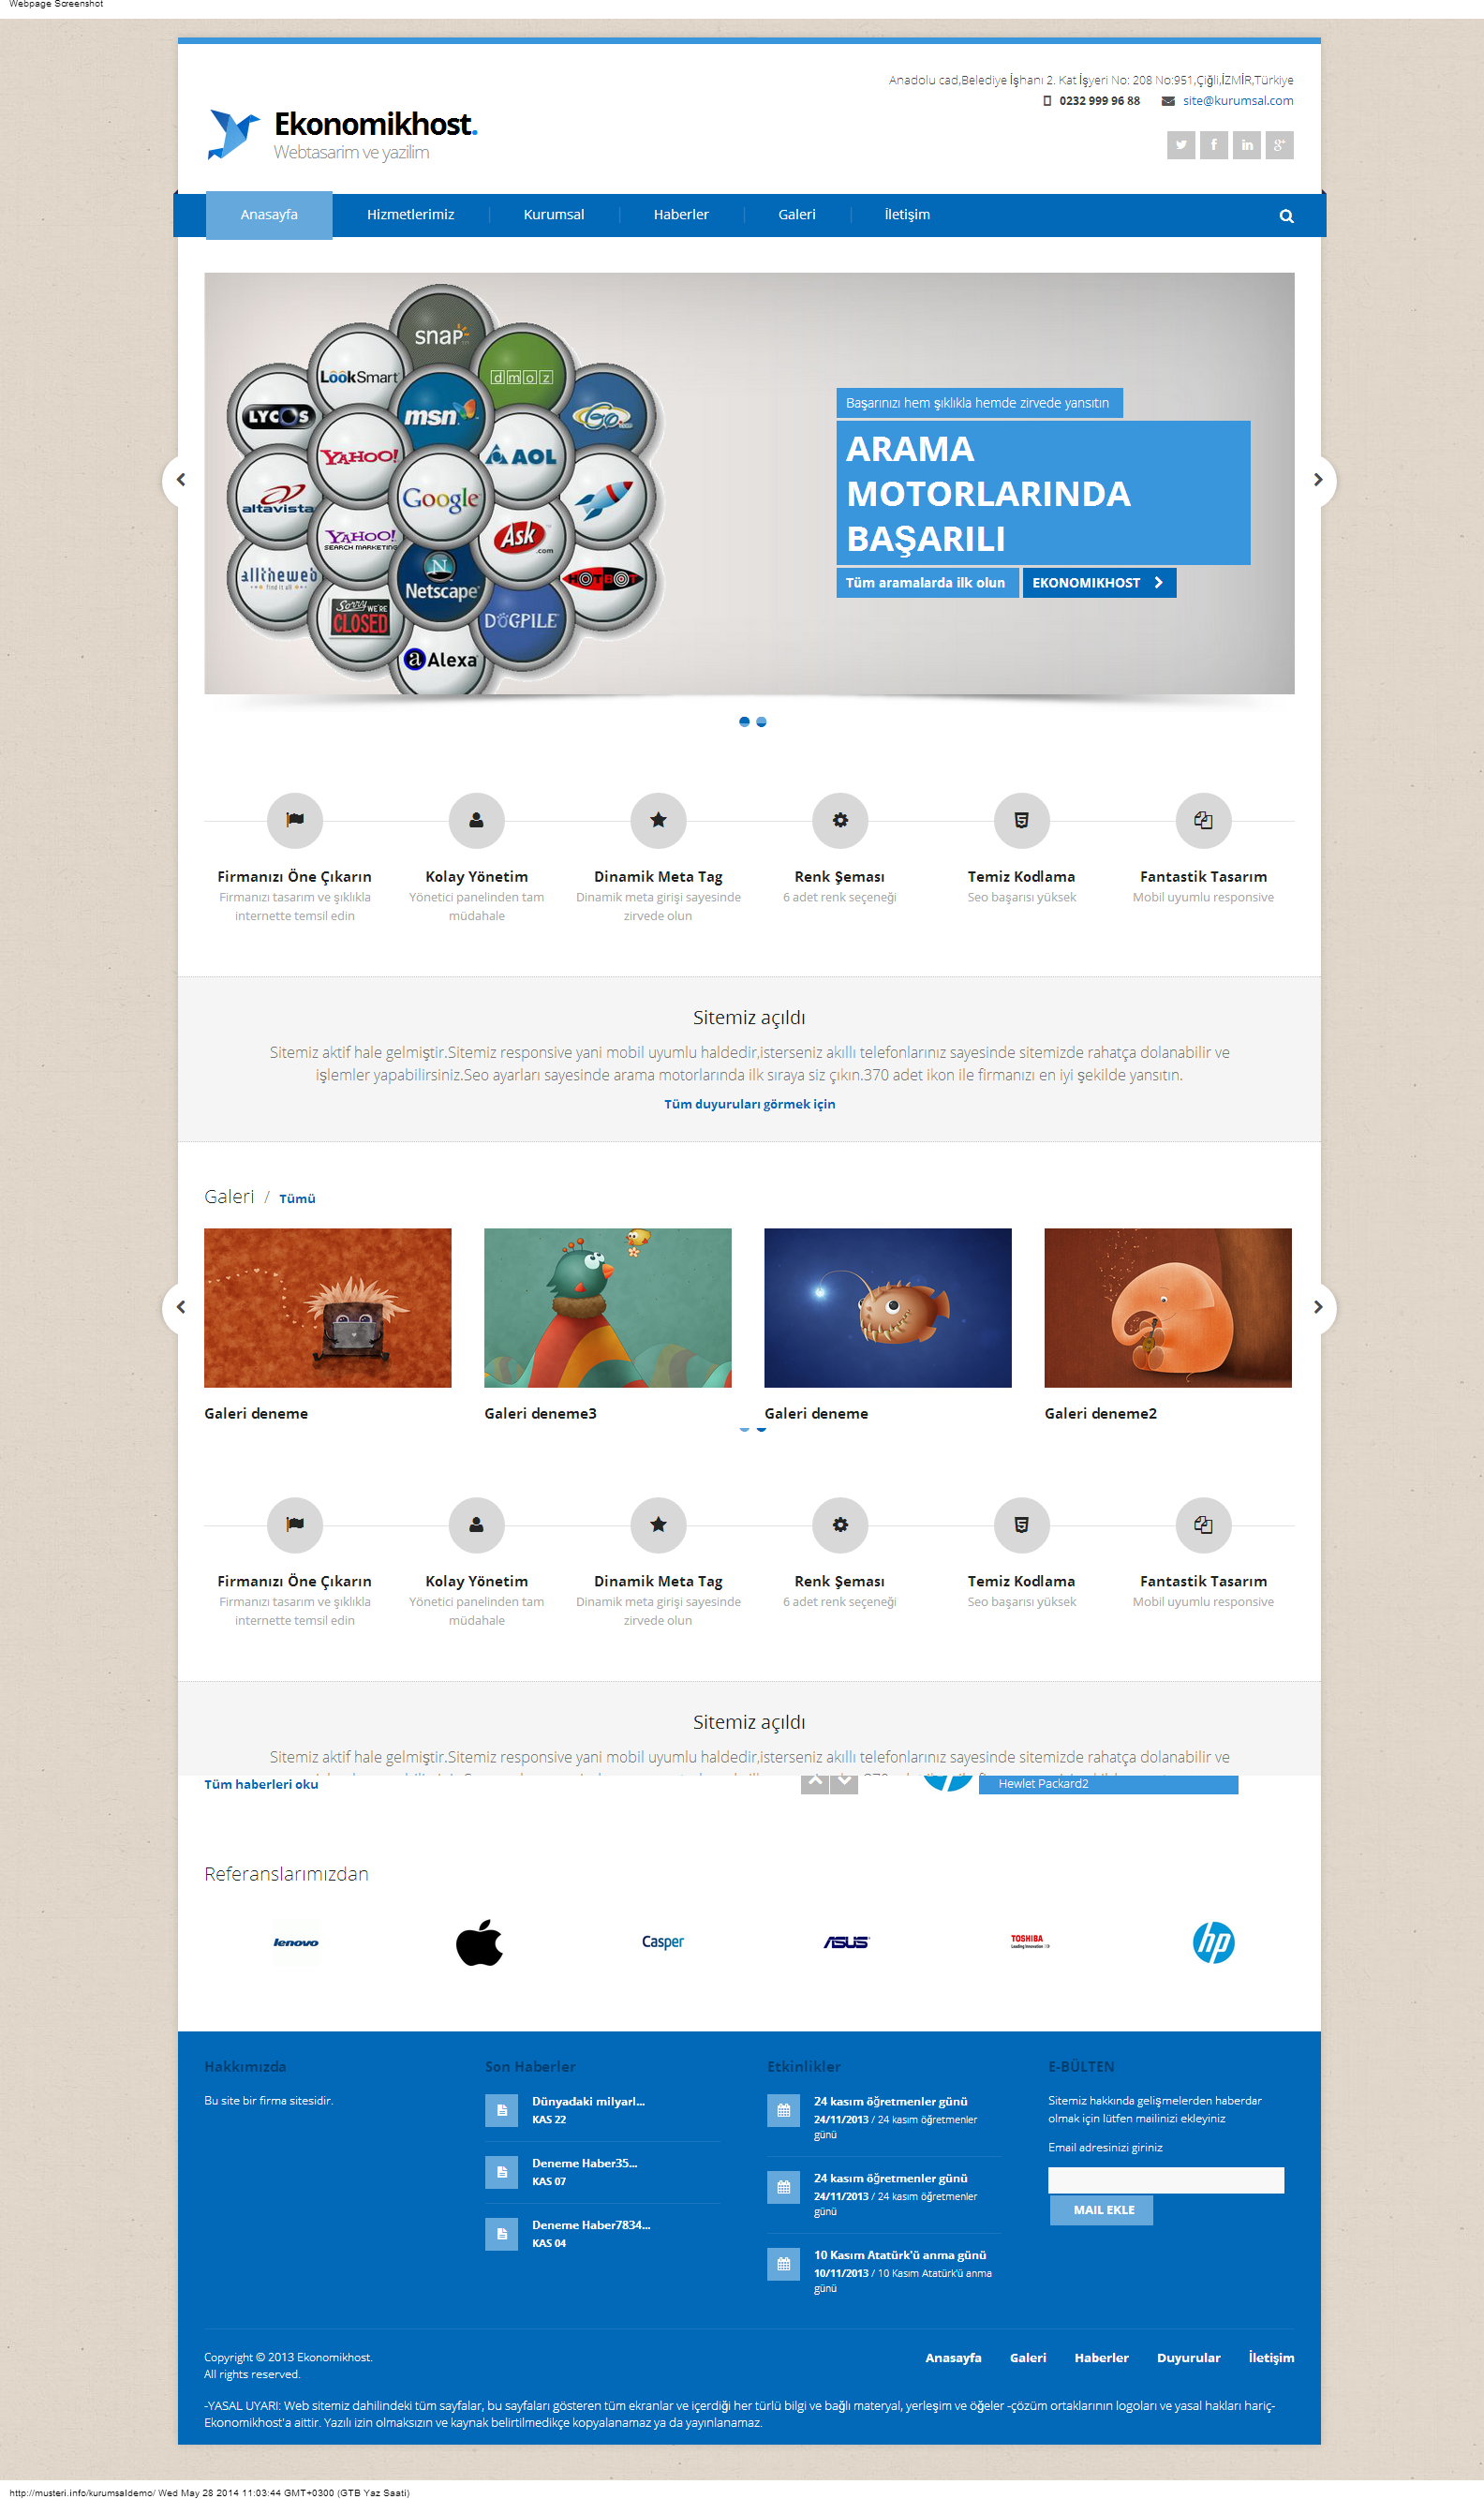 Webpage Screenshot
Anadolu cad,Belediye İşhanı 2. Kat İşyeri No: 208 No:951,Çiğli,İZMİR,Türkiye
0232 999 96 88 site@kurumsal.com
Ekonomikhost.
Webtasarim ve yazilim
Anasayfa Hizmetlerimiz Kurumsal Haberler Galeri İletişim
snap
LookSmart
dmoz
LYCOS
msn
Go
YAHOO!
AOL
altavista
Google
YAHOO!
SEARCH MARKETING
Ask.com
alltheweb
find it all
Netscape
HOTBOT
Sorry WE'RE
CLOSED
DOGPILE
Alexa
Başarınızı hem şıklıkla hemde zirvede yansıtın
ARAMA
MOTORLARINDA
BAŞARILI
Tüm aramalarda ilk olun EKONOMIKHOST
Firmanızı Öne Çıkarın Kolay Yönetim Dinamik Meta Tag Renk Şeması Temiz Kodlama Fantastik Tasarım
Firmanızı tasarım ve şıklıkla Yönetici panelinden tam Dinamik meta girişi sayesinde 6 adet renk seçeneği Seo başarısı yüksek Mobil uyumlu responsive
internette temsil edin müdahale zirvede olun
Sitemiz açıldı
Sitemiz aktif hale gelmiştir.Sitemiz responsive yani mobil uyumlu haldedir,isterseniz akıllı telefonlarınız sayesinde sitemizde rahatça dolanabilir ve
işlemler yapabilirsiniz.Seo ayarları sayesinde arama motorlarında ilk sıraya siz çıkın.370 adet ikon ile firmanızı en iyi şekilde yansıtın.
Tüm duyuruları görmek için
Galeri / Tümü
Galeri deneme Galeri deneme3 Galeri deneme Galeri deneme2
Firmanızı Öne Çıkarın Kolay Yönetim Dinamik Meta Tag Renk Şeması Temiz Kodlama Fantastik Tasarım
Firmanızı tasarım ve şıklıkla Yönetici panelinden tam Dinamik meta girişi sayesinde 6 adet renk seçeneği Seo başarısı yüksek Mobil uyumlu responsive
internette temsil edin müdahale zirvede olun
Sitemiz açıldı
Sitemiz aktif hale gelmiştir.Sitemiz responsive yani mobil uyumlu haldedir,isterseniz akıllı telefonlarınız sayesinde sitemizde rahatça dolanabilir ve
Tüm haberleri oku
Hewlet Packard2
Referanslarımızdan
lenovo Casper ASUS TOSHIBA hp
Leading Innovation
Hakkımızda
Bu site bir firma sitesidir.
Son Haberler
Dünyadaki milyarl...
KAS 22
Deneme Haber35...
KAS 07
Deneme Haber7834...
KAS 04
Etkinlikler
24 kasım öğretmenler günü
24/11/2013 / 24 kasım öğretmenler
günü
24 kasım öğretmenler günü
24/11/2013 / 24 kasım öğretmenler
günü
10 Kasım Atatürk'ü anma günü
10/11/2013 / 10 Kasım Atatürk'ü anma
günü
E-BÜLTEN
Sitemiz hakkında gelişmelerden haberdar
olmak için lütfen mailinizi ekleyiniz
Email adresinizi giriniz
MAIL EKLE
Copyright © 2013 Ekonomikhost.
All rights reserved.
Anasayfa Galeri Haberler Duyurular İletişim
-YASAL UYARI: Web sitemiz dahilindeki tüm sayfalar, bu sayfaları gösteren tüm ekranlar ve içerdiği her türlü bilgi ve bağlı materyal, yerleşim ve öğeler -çözüm ortaklarının logoları ve yasal hakları hariç-
Ekonomikhost'a aittir. Yazılı izin olmaksızın ve kaynak belirtilmedikçe kopyalanamaz ya da yayınlanamaz.
http://musteri.info/kurumsaldemo/ Wed May 28 2014 11:03:44 GMT+0300 (GTB Yaz Saati)